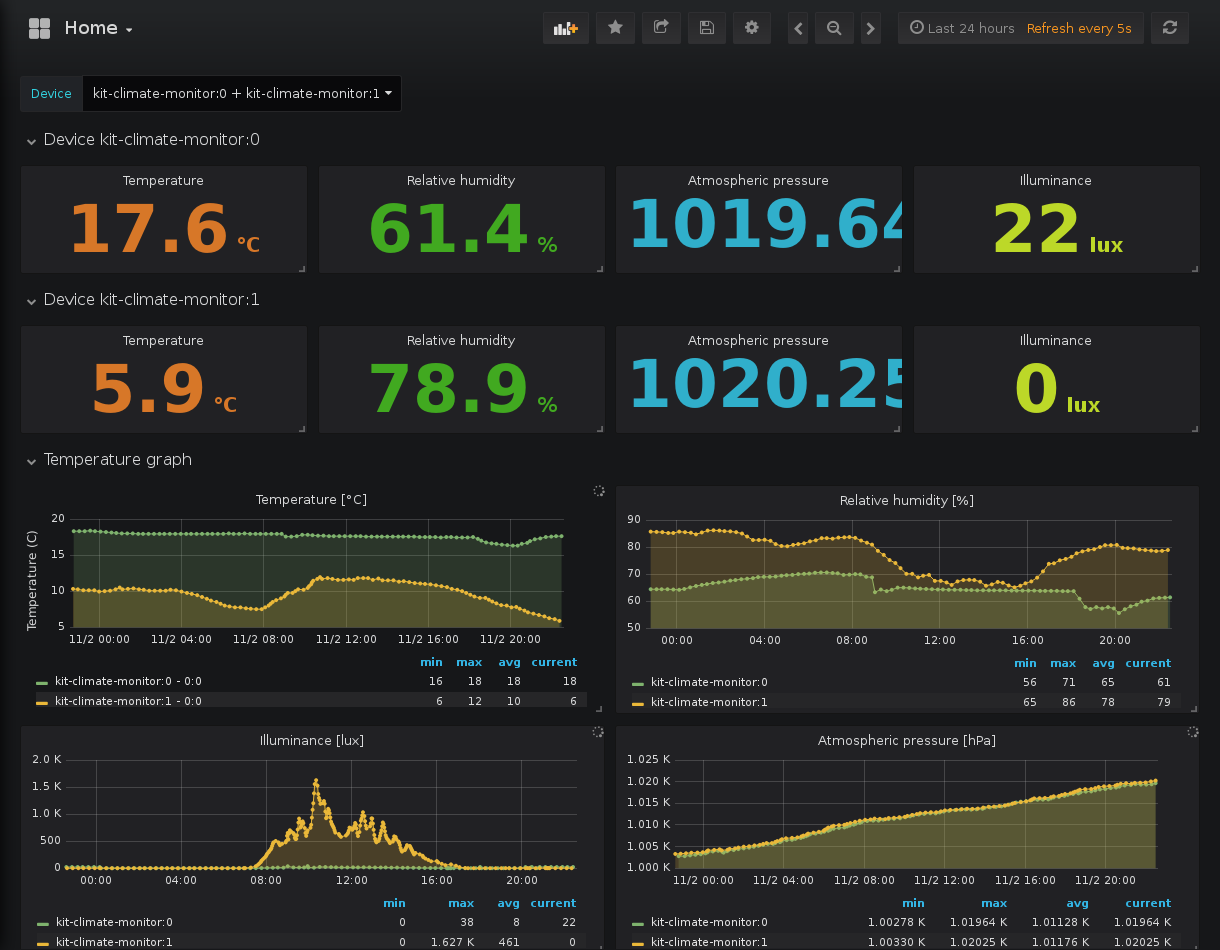 Home
Last 24 hours Refresh every 5s
Device kit-climate-monitor:0 + kit-climate-monitor:1
Device kit-climate-monitor:0
Temperature Relative humidity Atmospheric pressure Illuminance
17.6 °C 61.4 % 1019.64 22 lux
Device kit-climate-monitor:1
Temperature Relative humidity Atmospheric pressure Illuminance
5.9 °C 78.9 % 1020.25 0 lux
Temperature graph
Temperature [°C]
Temperature (C)
20
15
10
5
11/2 00:00 11/2 04:00 11/2 08:00 11/2 12:00 11/2 16:00 11/2 20:00
min max avg current
kit-climate-monitor:0 - 0:0 16 18 18 18
kit-climate-monitor:1 - 0:0 6 12 10 6
Relative humidity [%]
90
80
70
60
50
00:00 04:00 08:00 12:00 16:00 20:00
min max avg current
kit-climate-monitor:0 56 71 65 61
kit-climate-monitor:1 65 86 78 79
Illuminance [lux]
2.0 K
1.5 K
1.0 K
500
0
00:00 04:00 08:00 12:00 16:00 20:00
min max avg current
kit-climate-monitor:0 0 38 8 22
kit-climate-monitor:1 0 1.627 K 461 0
Atmospheric pressure [hPa]
1.025 K
1.020 K
1.015 K
1.010 K
1.005 K
1.000 K
11/2 00:00 11/2 04:00 11/2 08:00 11/2 12:00 11/2 16:00 11/2 20:00
min max avg current
kit-climate-monitor:0 1.00278 K 1.01964 K 1.01128 K 1.01964 K
kit-climate-monitor:1 1.00330 K 1.02025 K 1.01176 K 1.02025 K